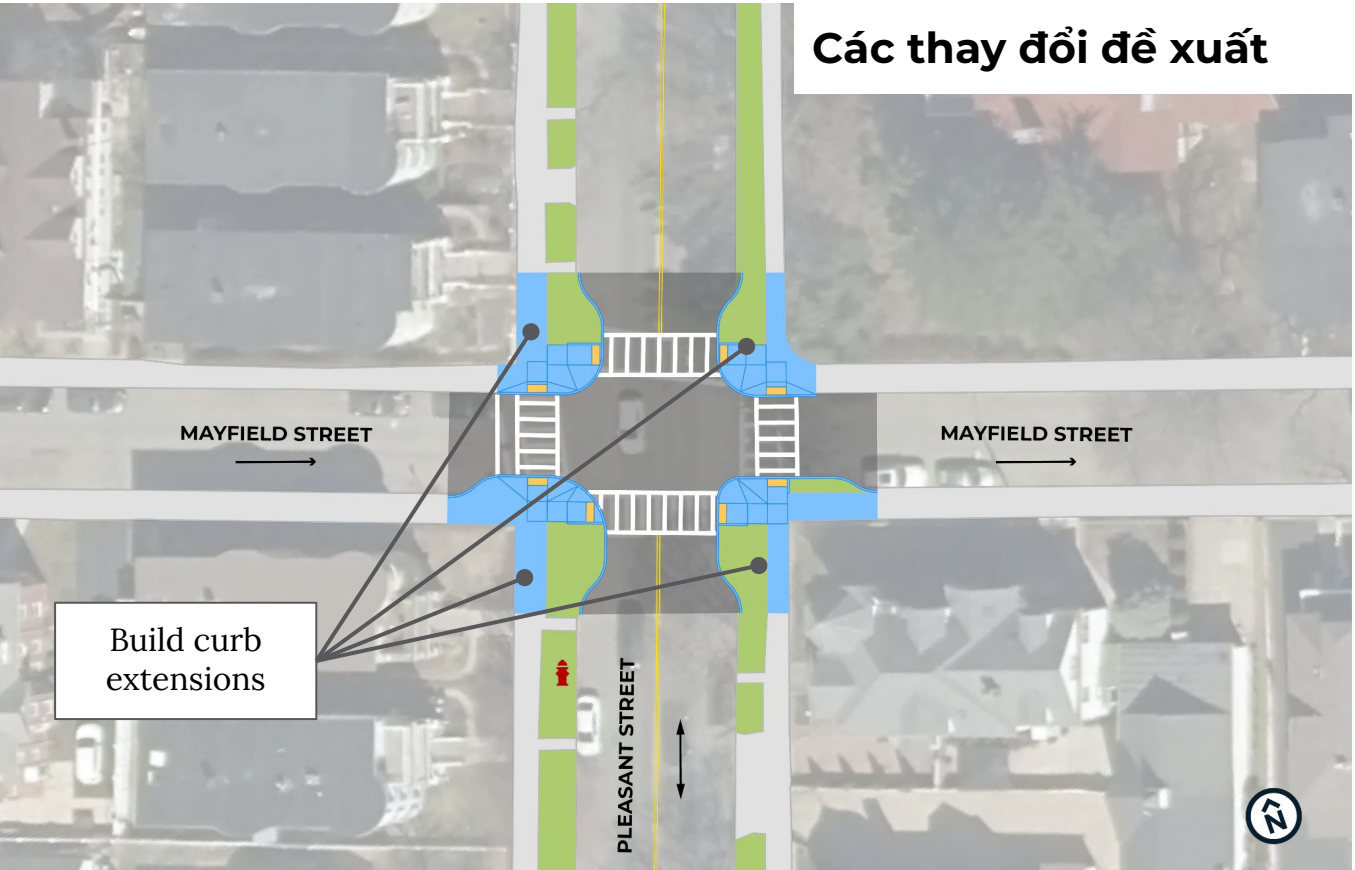 Các thay đổi đề xuất
MAYFIELD STREET
MAYFIELD STREET
Build curb
extensions
PLEASANT STREET
N